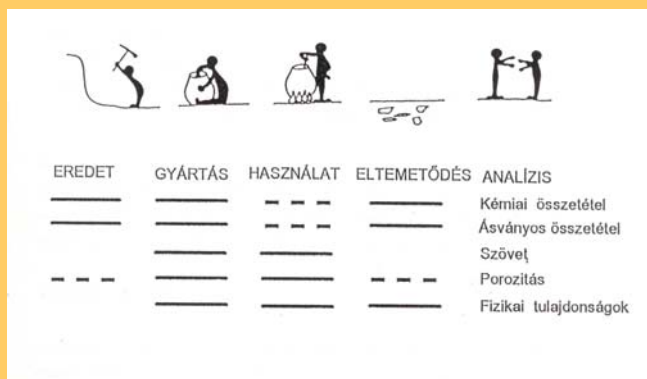 EREDET GYÁRTÁS HASZNÁLAT ELTEMETŐDÉS ANALÍZIS
Kémiai összetétel
Ásványos összetétel
Szövet
Porozitás
Fizikai tulajdonságok